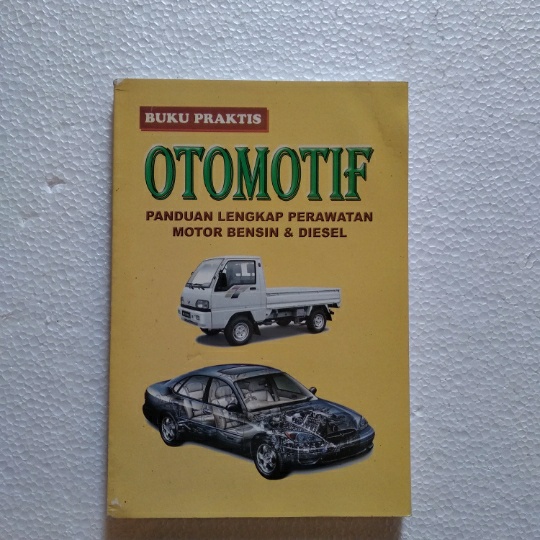 BUKU PRAKTIS
OTOMOTIF
PANDUAN LENGKAP PERAWATAN
MOTOR BENSIN & DIESEL